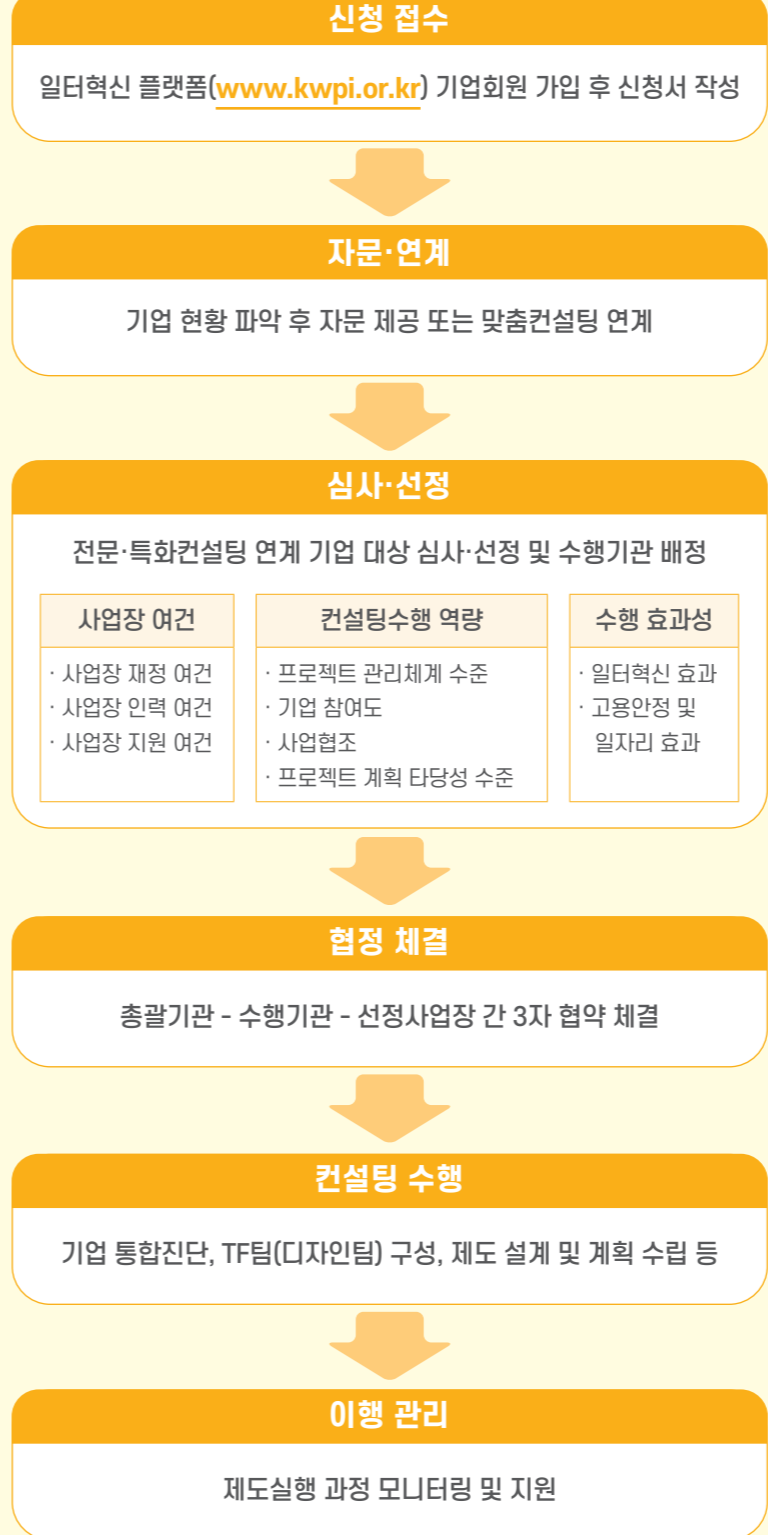 신청 접수
일터혁신 플랫폼(www.kwpi.or.kr) 기업회원 가입 후 신청서 작성
자문·연계
기업 현황 파악 후 자문 제공 또는 맞춤컨설팅 연계
심사·선정
전문·특화컨설팅 연계 기업 대상 심사·선정 및 수행기관 배정
사업장 여건
· 사업장 재정 여건
· 사업장 인력 여건
· 사업장 지원 여건
컨설팅수행 역량
· 프로젝트 관리체계 수준
· 기업 참여도
· 사업협조
· 프로젝트 계획 타당성 수준
수행 효과성
· 일터혁신 효과
· 고용안정 및
일자리 효과
협정 체결
총괄기관 - 수행기관 - 선정사업장 간 3자 협약 체결
컨설팅 수행
기업 통합진단, TF팀(디자인팀) 구성, 제도 설계 및 계획 수립 등
이행 관리
제도실행 과정 모니터링 및 지원